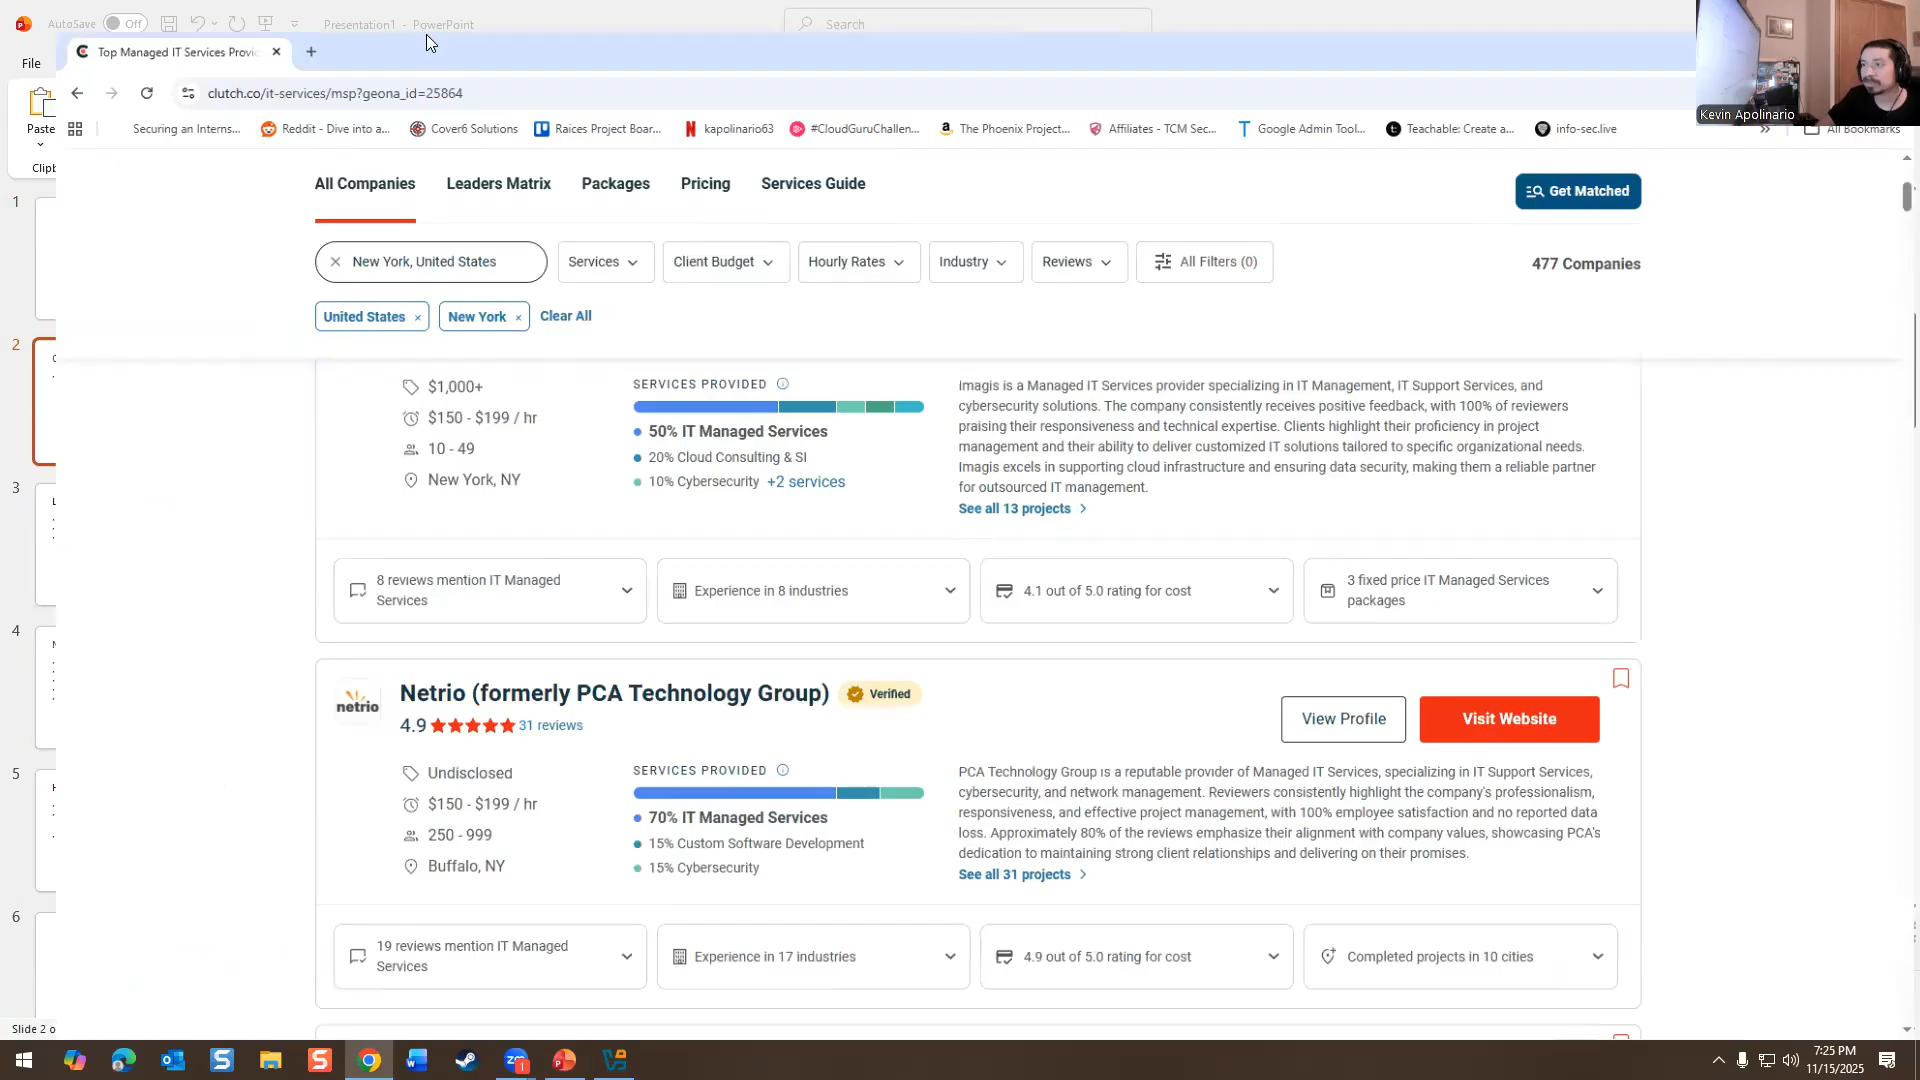 AutoSave Off Presentation1 - PowerPoint Search
File
Top Managed IT Services Provi
clutch.co/it-services/msp?geona_id=25864
Paste
Securing an Interns... Reddit - Dive into a... Cover6 Solutions Raices Project Boar... kapolinario63 #CloudGuruChallen... The Phoenix Project... Affiliates - TCM Sec... Google Admin Tool... Teachable: Create a... info-sec.live » All Bookmarks
Kevin Apolinario
Clipb
All Companies Leaders Matrix Packages Pricing Services Guide Get Matched
New York, United States Services Client Budget Hourly Rates Industry Reviews All Filters (0) 477 Companies
United States × New York × Clear All
$1,000+
$150 - $199 / hr
10 - 49
New York, NY
SERVICES PROVIDED
50% IT Managed Services
20% Cloud Consulting & SI
10% Cybersecurity +2 services
Imagis is a Managed IT Services provider specializing in IT Management, IT Support Services, and
cybersecurity solutions. The company consistently receives positive feedback, with 100% of reviewers
praising their responsiveness and technical expertise. Clients highlight their proficiency in project
management and their ability to deliver customized IT solutions tailored to specific organizational needs.
Imagis excels in supporting cloud infrastructure and ensuring data security, making them a reliable partner
for outsourced IT management.
See all 13 projects
8 reviews mention IT Managed
Services
Experience in 8 industries
4.1 out of 5.0 rating for cost
3 fixed price IT Managed Services
packages
netrio
Netrio (formerly PCA Technology Group) Verified
4.9 31 reviews
View Profile Visit Website
Undisclosed
$150 - $199 / hr
250 - 999
Buffalo, NY
SERVICES PROVIDED
70% IT Managed Services
15% Custom Software Development
15% Cybersecurity
PCA Technology Group is a reputable provider of Managed IT Services, specializing in IT Support Services,
cybersecurity, and network management. Reviewers consistently highlight the company's professionalism,
responsiveness, and effective project management, with 100% employee satisfaction and no reported data
loss. Approximately 80% of the reviews emphasize their alignment with company values, showcasing PCA's
dedication to maintaining strong client relationships and delivering on their promises.
See all 31 projects
19 reviews mention IT Managed
Services
Experience in 17 industries
4.9 out of 5.0 rating for cost
Completed projects in 10 cities
1
2
3
4
5
6
Slide 2 o
7:25 PM
11/15/2025